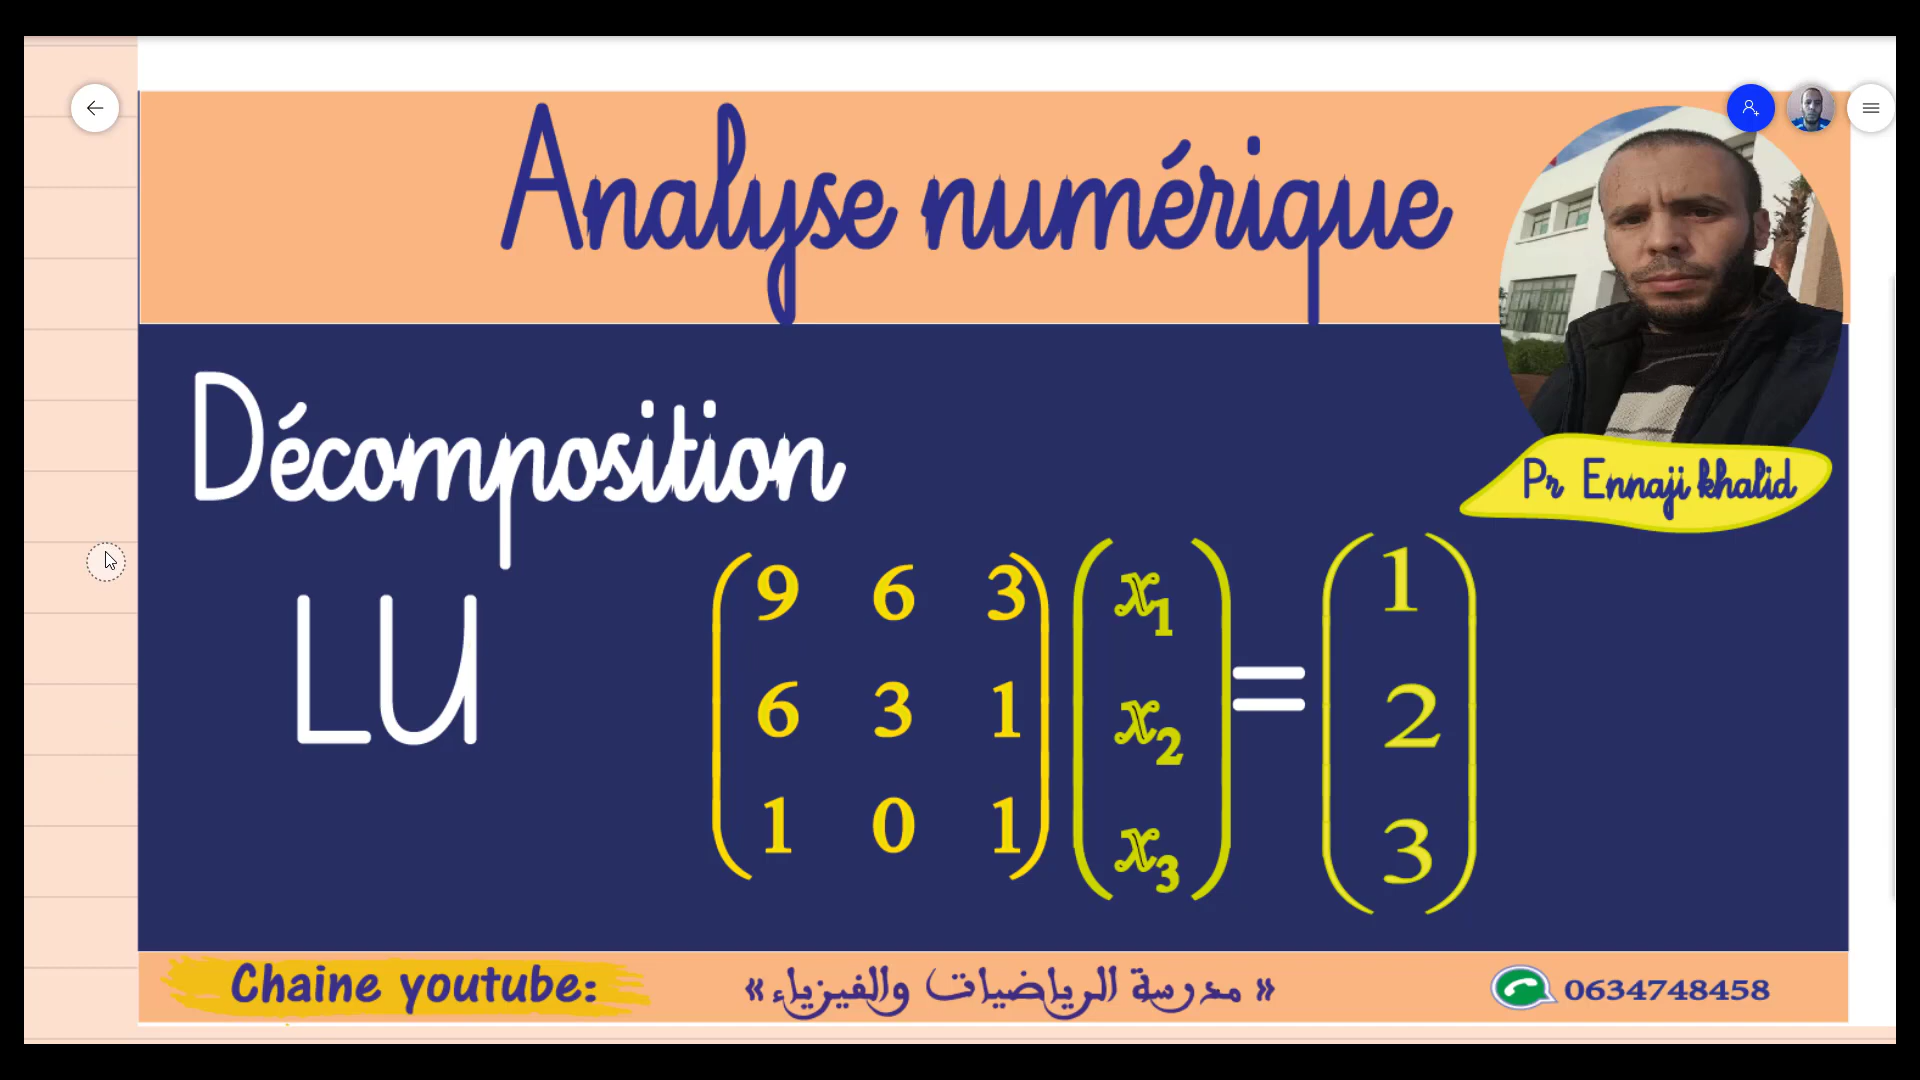 Analyse numérique
Pr Ennaji khalid
Décomposition
LU
9 6 3
6 3 1
1 0 1
x1
x2
x3
=
1
2
3
Chaine youtube:
« مدرسة الرياضيات والفيزياء »
0634748458